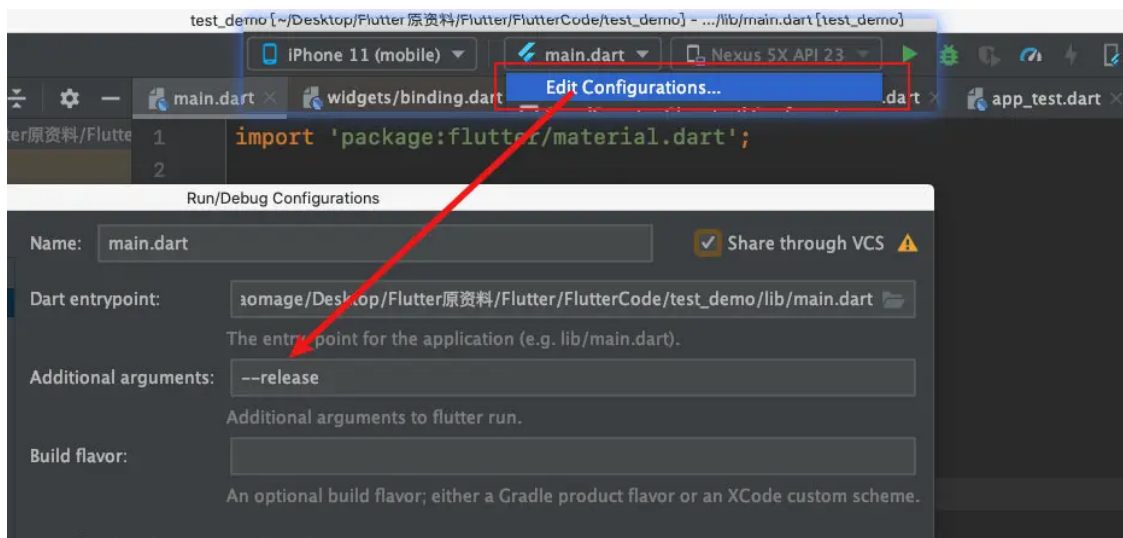 test_demo [~/Desktop/Flutter原资料/Flutter/FlutterCode/test_demo] - .../lib/main.dart [test_demo]
iPhone 11 (mobile) main.dart Nexus 5X API 23
Edit Configurations...
main.dart widgets/binding.dart .dart app_test.dart
ter原资料/Flutte 1 import 'package:flutter/material.dart';
2
Run/Debug Configurations
Name: main.dart Share through VCS
Dart entrypoint: aomage/Desktop/Flutter原资料/Flutter/FlutterCode/test_demo/lib/main.dart
The entry point for the application (e.g. lib/main.dart).
Additional arguments: --release
Additional arguments to flutter run.
Build flavor:
An optional build flavor; either a Gradle product flavor or an XCode custom scheme.